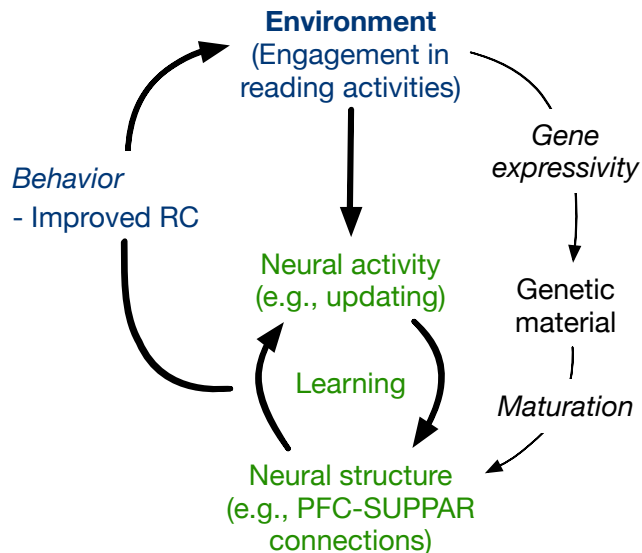 Environment
(Engagement in
reading activities)
Gene
expressivity
Behavior
- Improved RC
Neural activity
(e.g., updating)
Genetic
material
Learning
Maturation
Neural structure
(e.g., PFC-SUPPAR
connections)